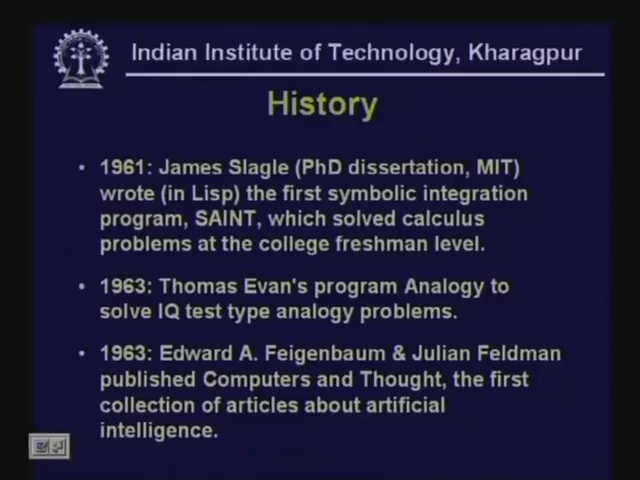 Indian Institute of Technology, Kharagpur
History
• 1961: James Slagle (PhD dissertation, MIT)
wrote (in Lisp) the first symbolic integration
program, SAINT, which solved calculus
problems at the college freshman level.
• 1963: Thomas Evan's program Analogy to
solve IQ test type analogy problems.
• 1963: Edward A. Feigenbaum & Julian Feldman
published Computers and Thought, the first
collection of articles about artificial
intelligence.